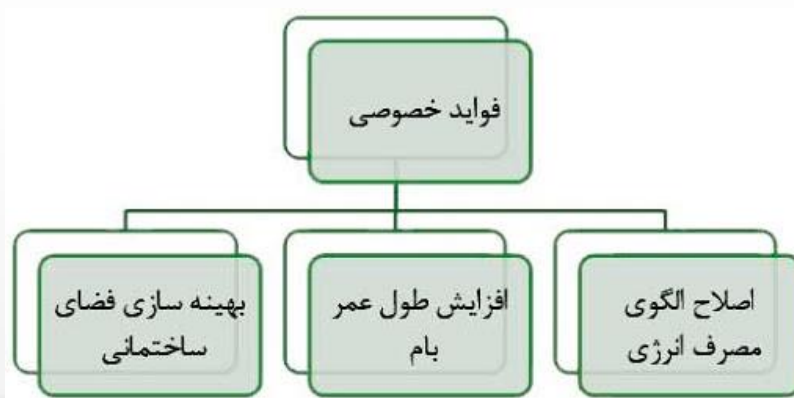 فواید خصوصی
اصلاح الگوی
مصرف انرژی
افزایش طول عمر
بام
بهینه سازی فضای
ساختمانی